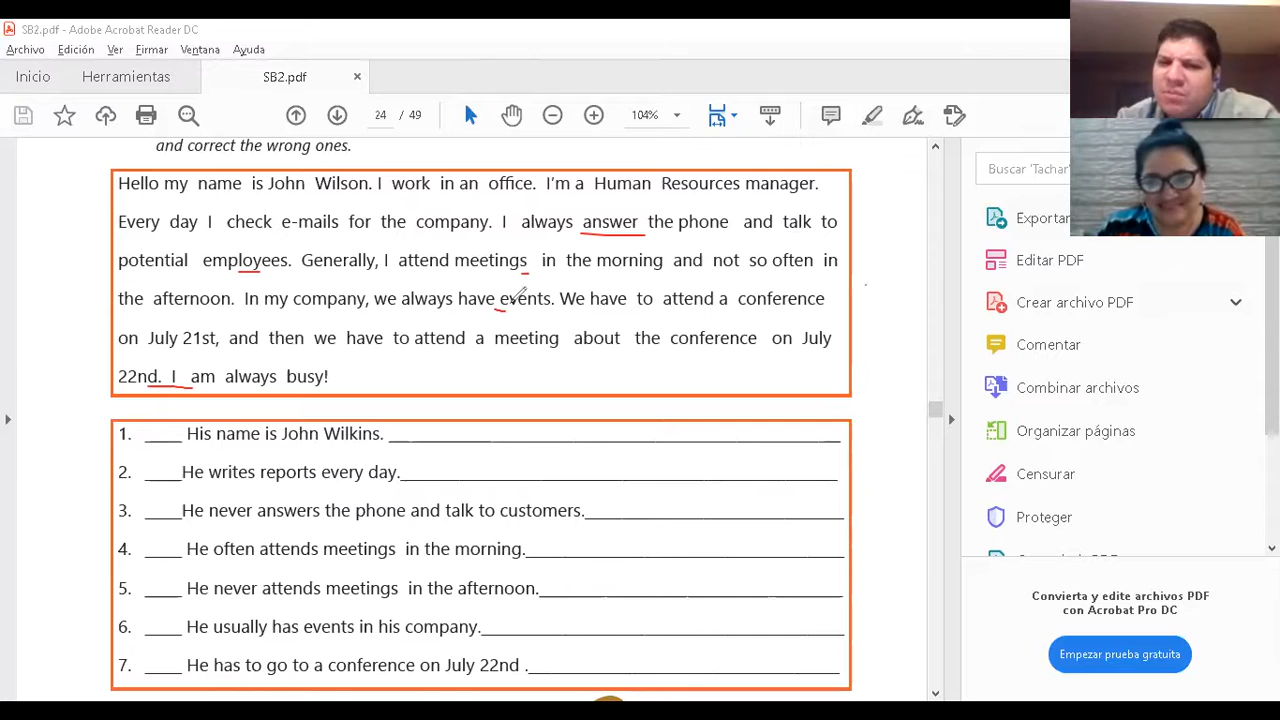 SB2.pdf - Adobe Acrobat Reader DC
Archivo Edición Ver Firmar Ventana Ayuda
Inicio Herramientas SB2.pdf ×
24 / 49 104%
and correct the wrong ones.
Hello my name is John Wilson. I work in an office. I'm a Human Resources manager.
Every day I check e-mails for the company. I always answer the phone and talk to
potential employees. Generally, I attend meetings in the morning and not so often in
the afternoon. In my company, we always have events. We have to attend a conference
on July 21st, and then we have to attend a meeting about the conference on July
22nd. I am always busy!
1. ____ His name is John Wilkins. ____
2. ____He writes reports every day.____
3. ____He never answers the phone and talk to customers.____
4. ____ He often attends meetings in the morning.____
5. ____ He never attends meetings in the afternoon.____
6. ____ He usually has events in his company.____
7. ____ He has to go to a conference on July 22nd .____
Buscar 'Tachar'
Exportar
Editar PDF
Crear archivo PDF
Comentar
Combinar archivos
Organizar páginas
Censurar
Proteger
Convierta y edite archivos PDF
con Acrobat Pro DC
Empezar prueba gratuita